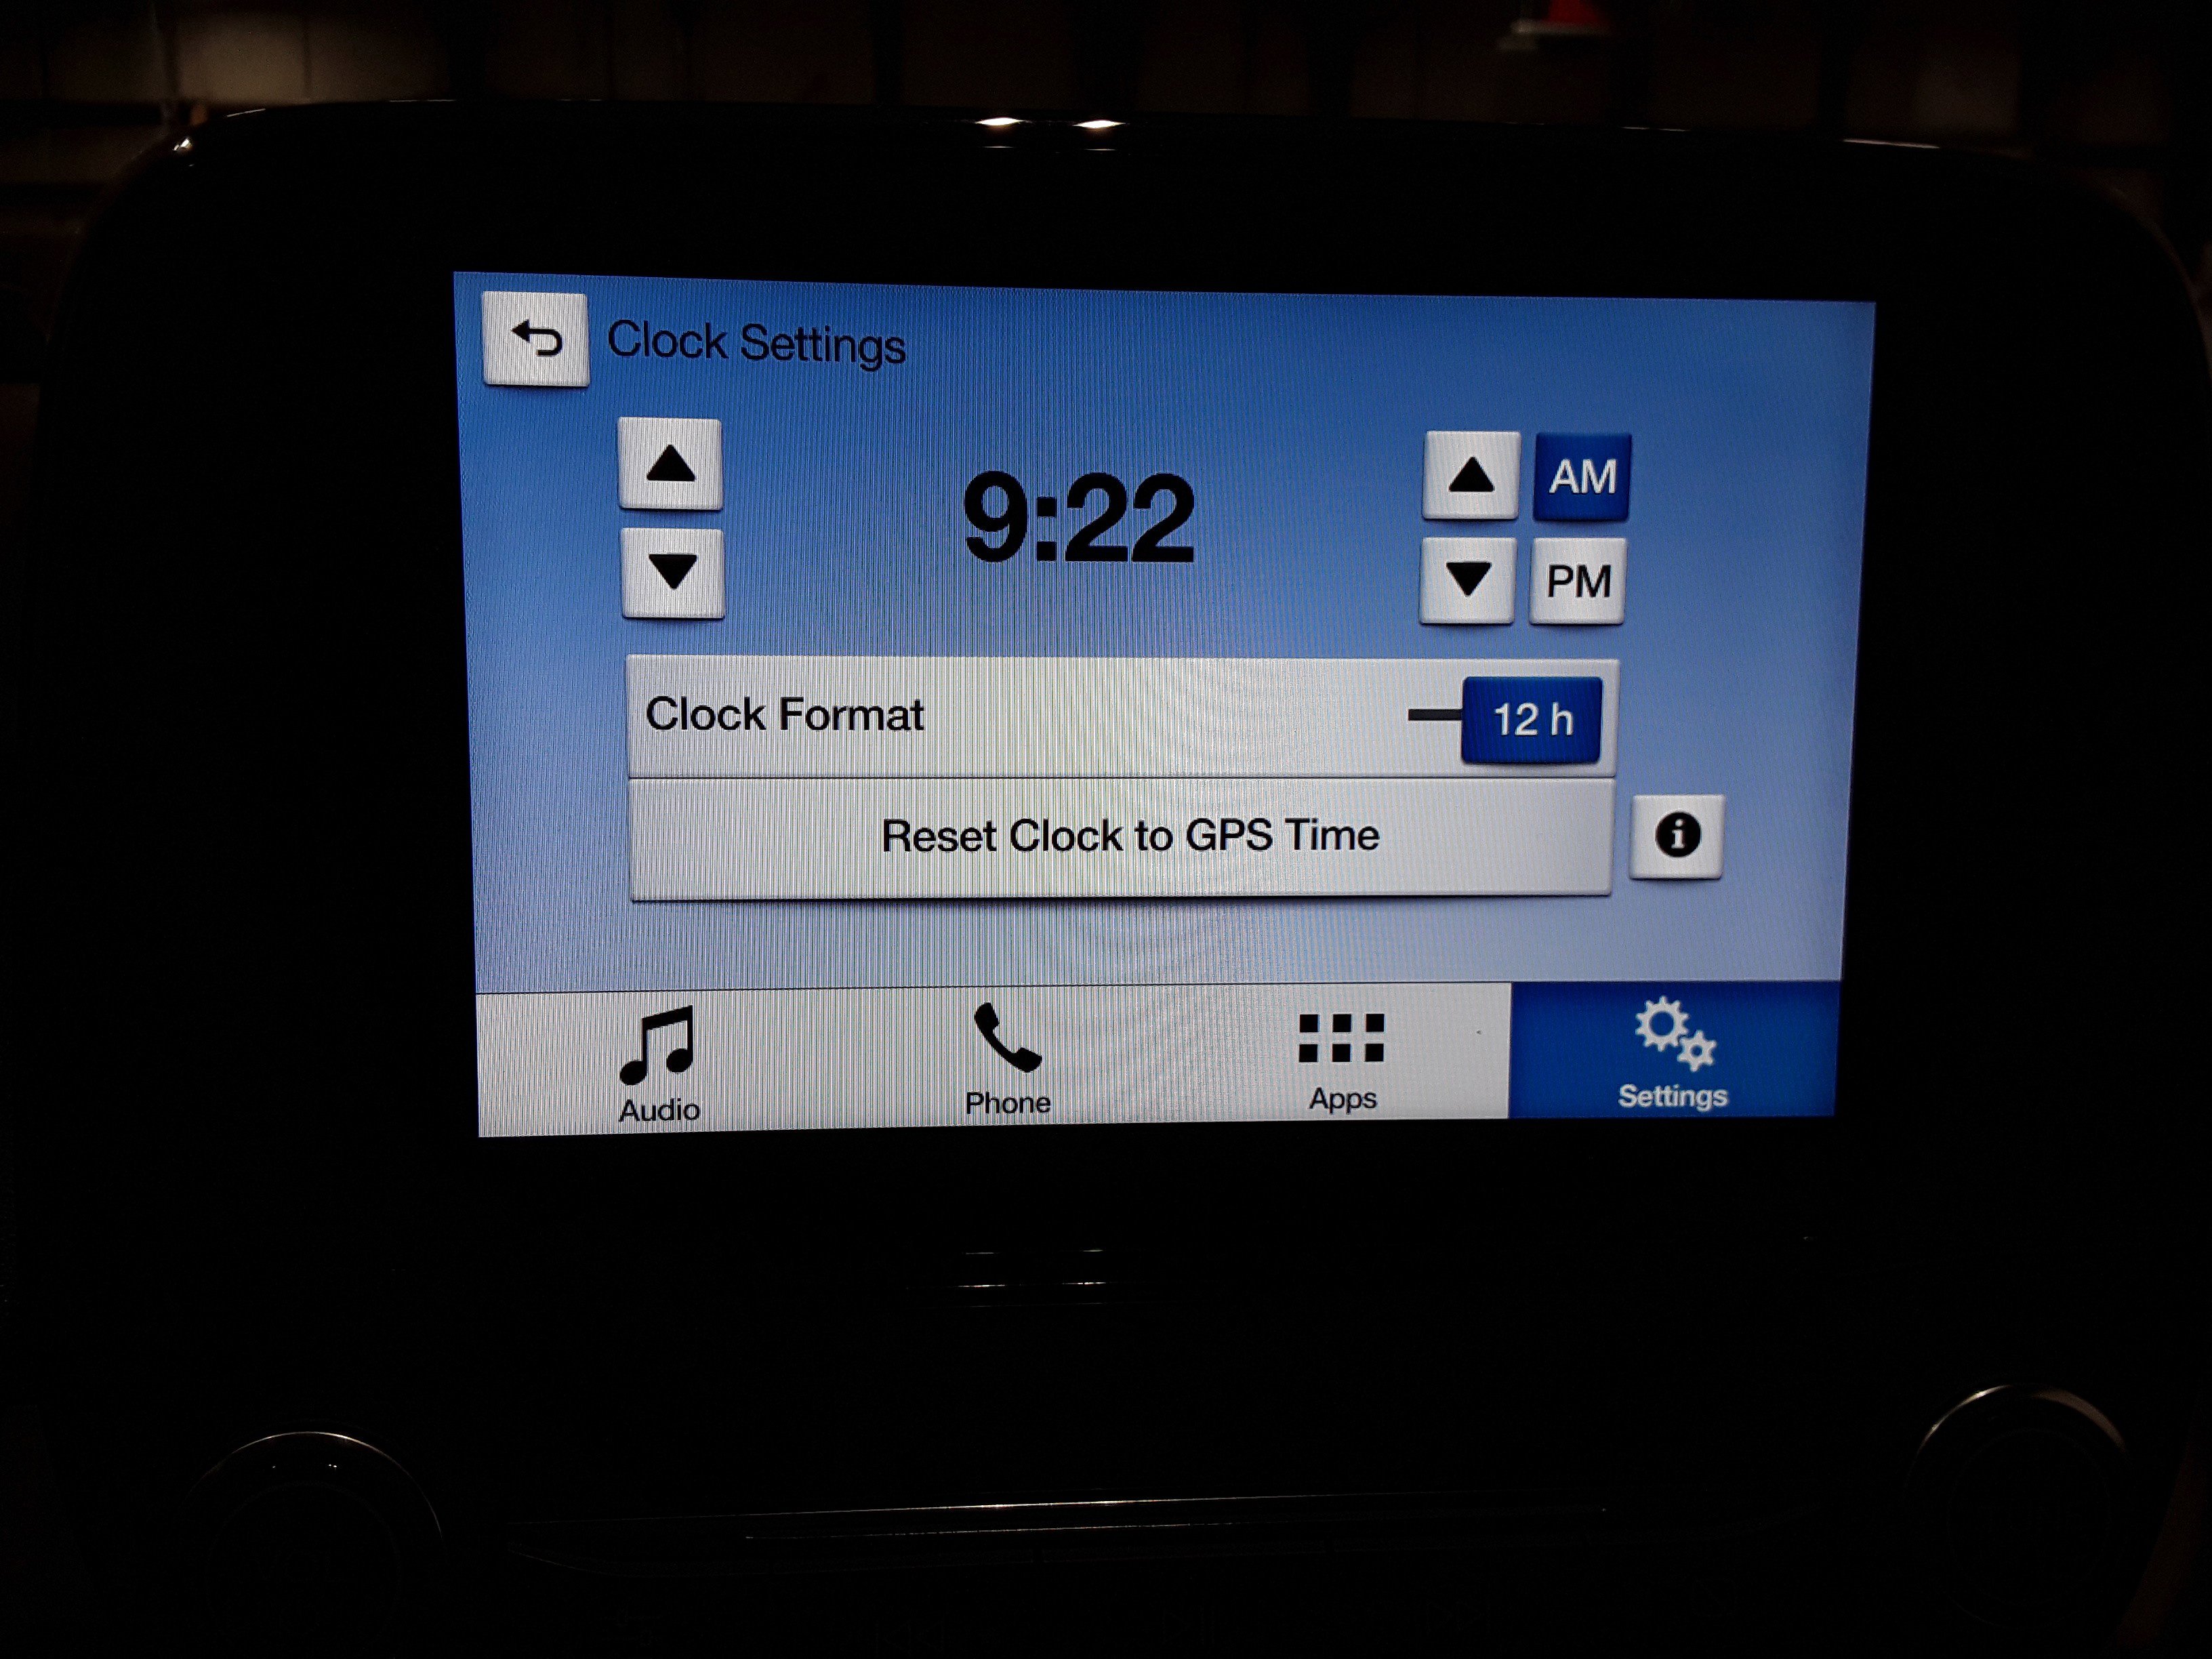 Clock Settings
9:22
AM
PM
Clock Format
12 h
Reset Clock to GPS Time
i
Audio
Phone
Apps
Settings